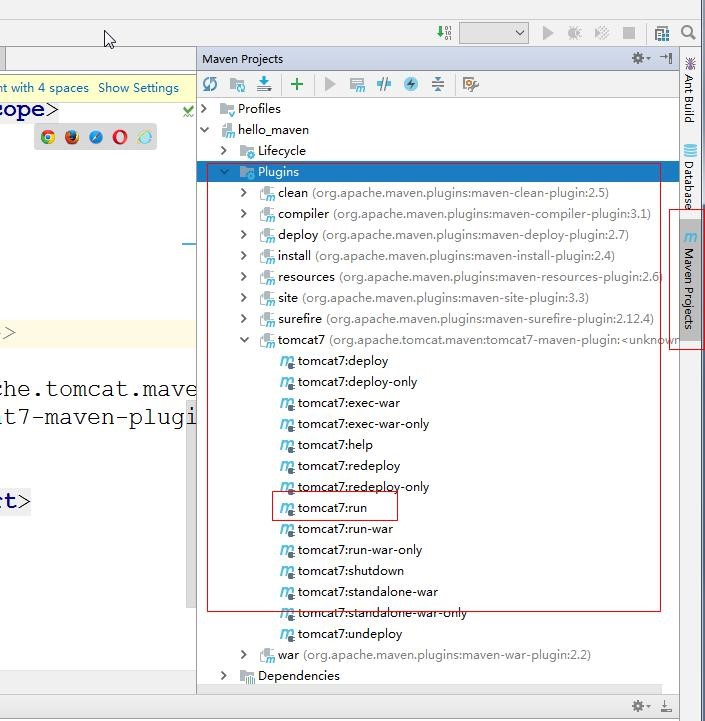 Maven Projects
nt with 4 spaces Show Settings
cope>
>
che.tomcat.mave
t7-maven-plugi
t>
Profiles
hello_maven
Lifecycle
Plugins
clean (org.apache.maven.plugins:maven-clean-plugin:2.5)
compiler (org.apache.maven.plugins:maven-compiler-plugin:3.1)
deploy (org.apache.maven.plugins:maven-deploy-plugin:2.7)
install (org.apache.maven.plugins:maven-install-plugin:2.4)
resources (org.apache.maven.plugins:maven-resources-plugin:2.6)
site (org.apache.maven.plugins:maven-site-plugin:3.3)
surefire (org.apache.maven.plugins:maven-surefire-plugin:2.12.4)
tomcat7 (org.apache.tomcat.maven:tomcat7-maven-plugin:<unknown
tomcat7:deploy
tomcat7:deploy-only
tomcat7:exec-war
tomcat7:exec-war-only
tomcat7:help
tomcat7:redeploy
tomcat7:redeploy-only
tomcat7:run
tomcat7:run-war
tomcat7:run-war-only
tomcat7:shutdown
tomcat7:standalone-war
tomcat7:standalone-war-only
tomcat7:undeploy
war (org.apache.maven.plugins:maven-war-plugin:2.2)
Dependencies
Ant Build
Database
Maven Projects